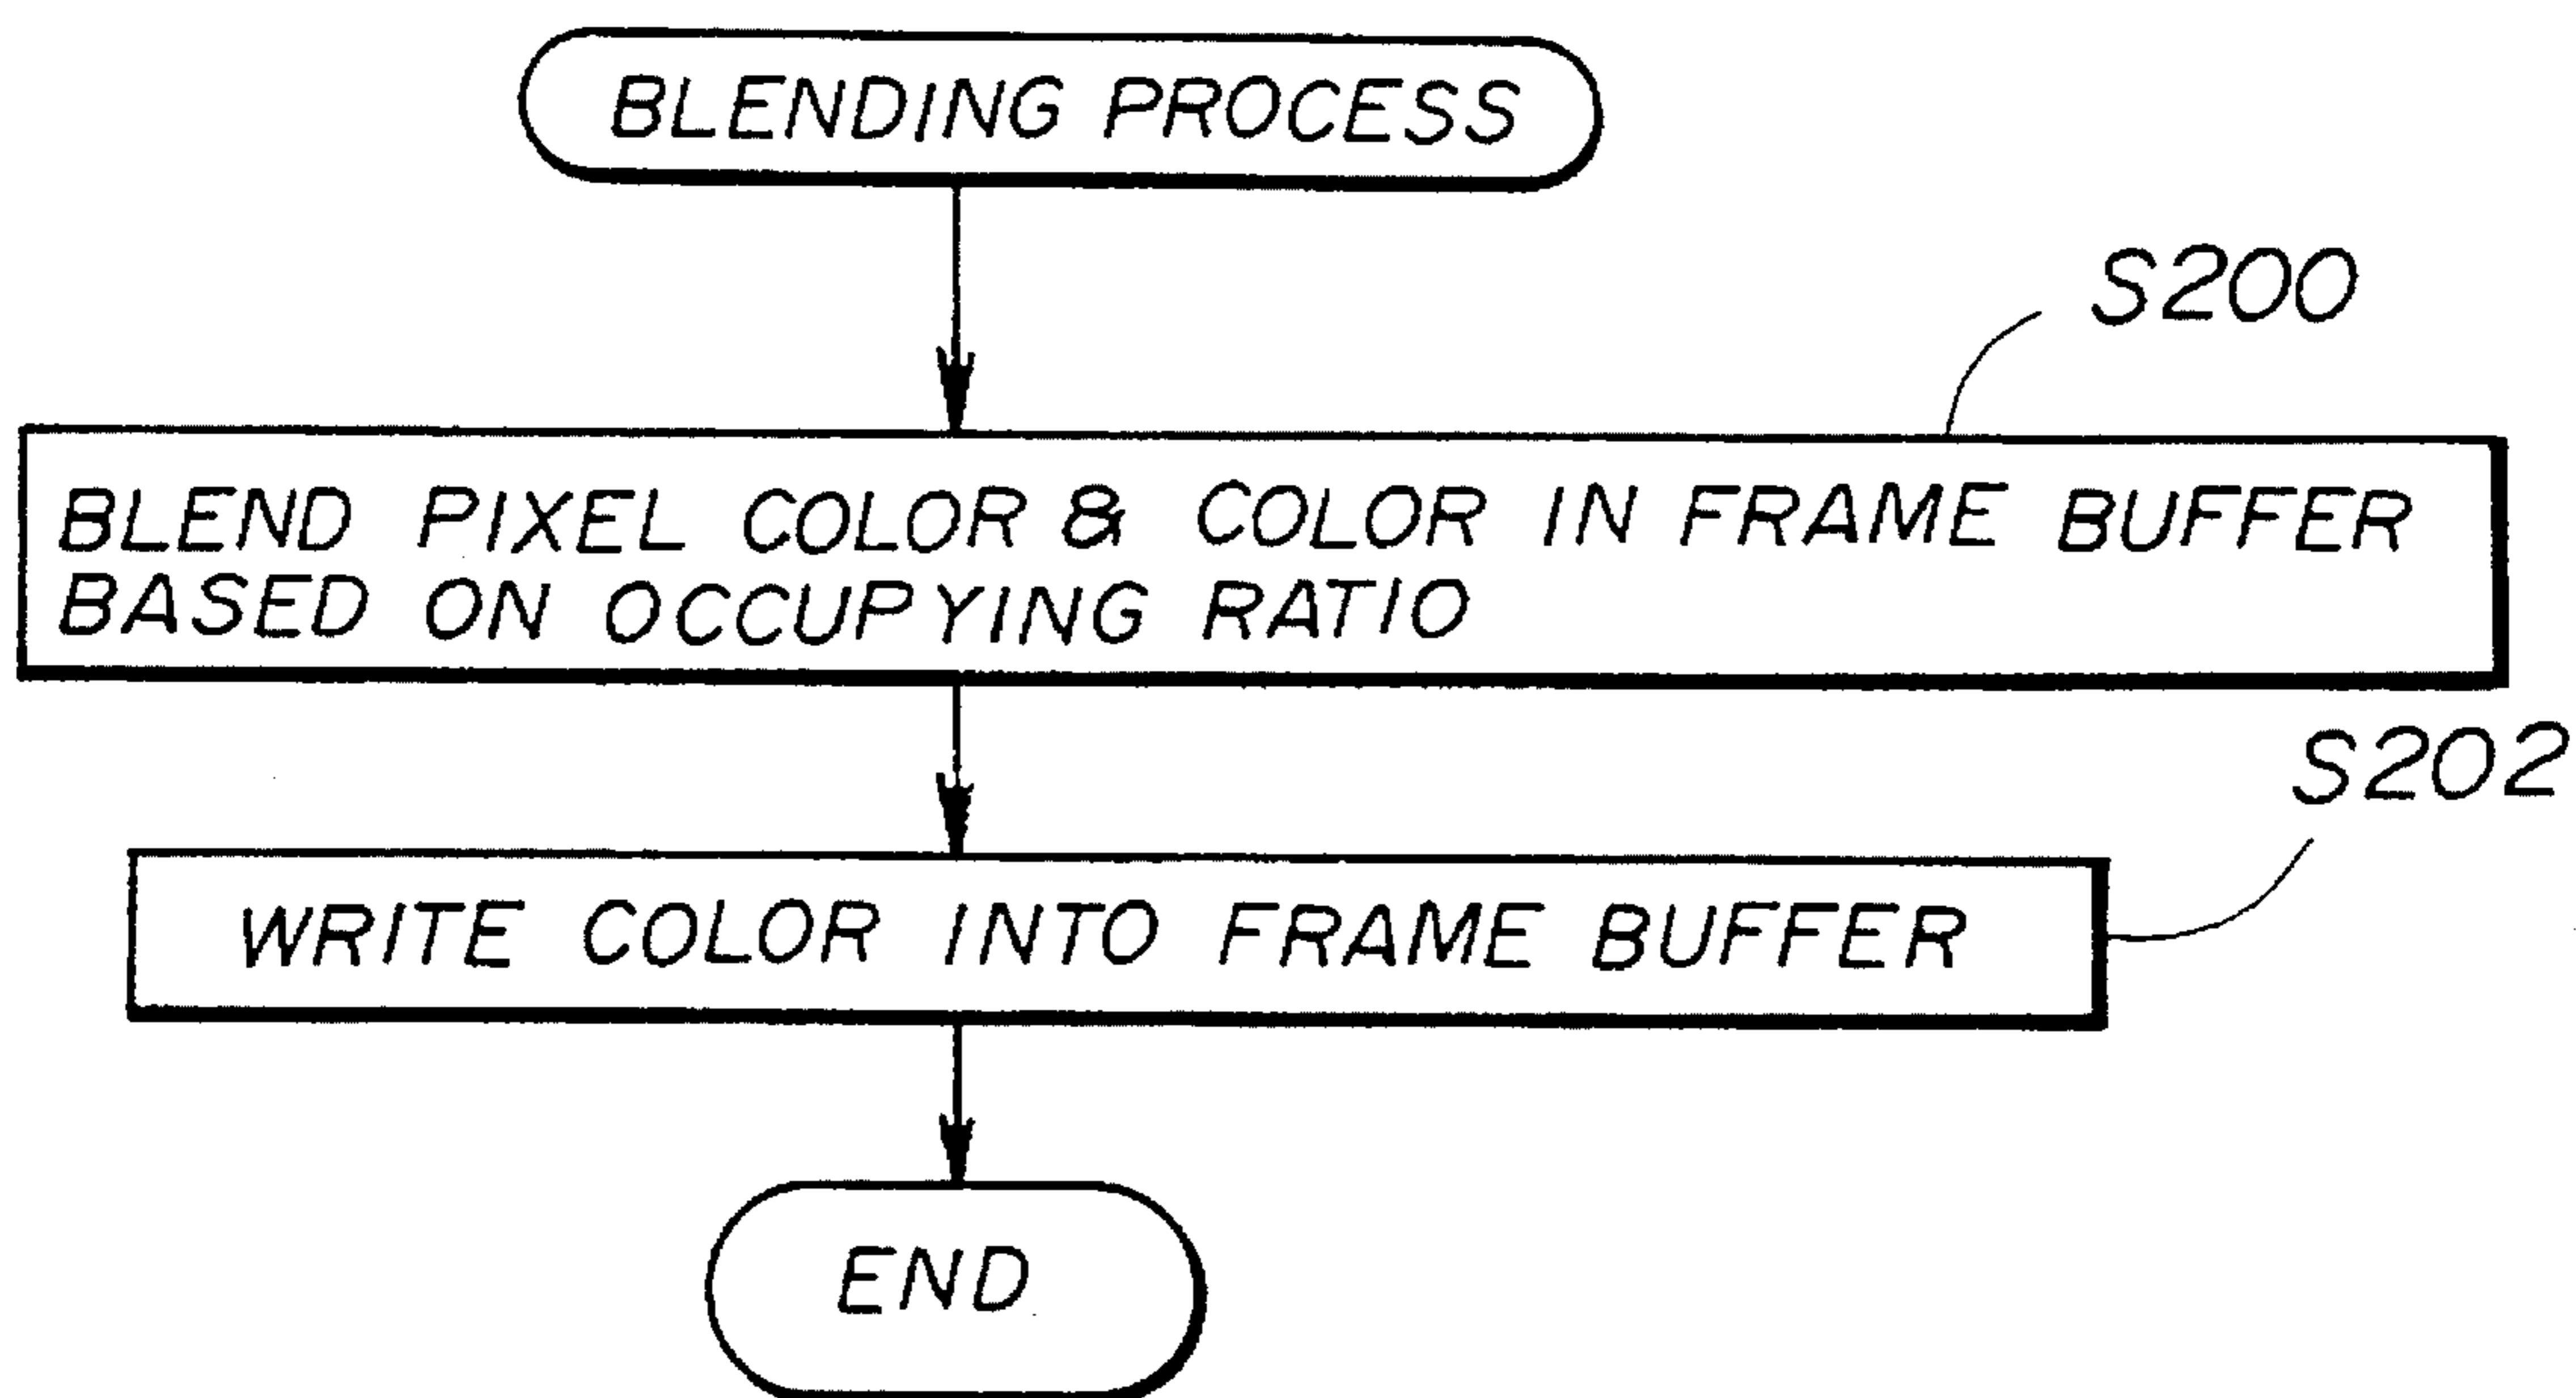 BLENDING PROCESS
S200
BLEND PIXEL COLOR & COLOR IN FRAME BUFFER
BASED ON OCCUPYING RATIO
S202
WRITE COLOR INTO FRAME BUFFER
END